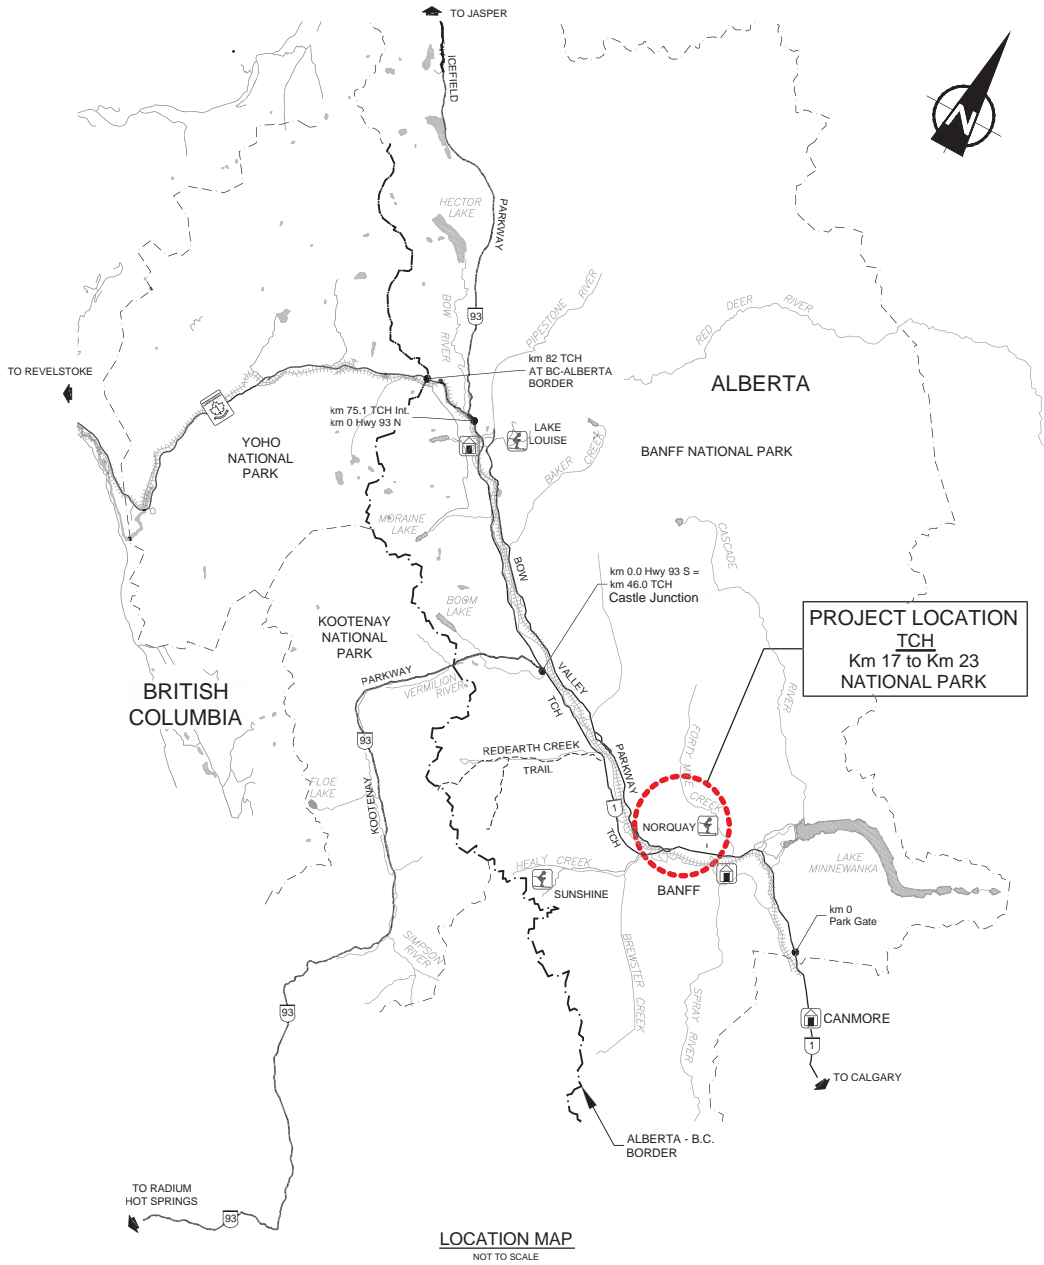 TO JASPER
ICEFIELD
PARKWAY
N
HECTOR
LAKE
BOW RIVER
93
PIPESTONE RIVER
RED DEER RIVER
TO REVELSTOKE
km 82 TCH
AT BC-ALBERTA
BORDER
ALBERTA
km 75.1 TCH Int.
km 0 Hwy 93 N
LAKE
LOUISE
YOHO
NATIONAL
PARK
BANFF NATIONAL PARK
BAKER CREEK
MORAINE
LAKE
CASCADE
RIVER
BOW
VALLEY
PARKWAY
km 0.0 Hwy 93 S =
km 46.0 TCH
Castle Junction
BOOM
LAKE
KOOTENAY
NATIONAL
PARK
PROJECT LOCATION
TCH
Km 17 to Km 23
NATIONAL PARK
PARKWAY
VERMILION
RIVER
BRITISH
COLUMBIA
TCH
93
REDEARTH CREEK
TRAIL
FORTY MILE CREEK
FLOE
LAKE
KOOTENAY
1
TCH
NORQUAY
HEALY CREEK
SUNSHINE
BANFF
LAKE
MINNEWANKA
km 0
Park Gate
SIMPSON
RIVER
BREWSTER CREEK
SPRAY RIVER
93
CANMORE
1
TO CALGARY
ALBERTA - B.C.
BORDER
TO RADIUM
HOT SPRINGS
93
LOCATION MAP
NOT TO SCALE